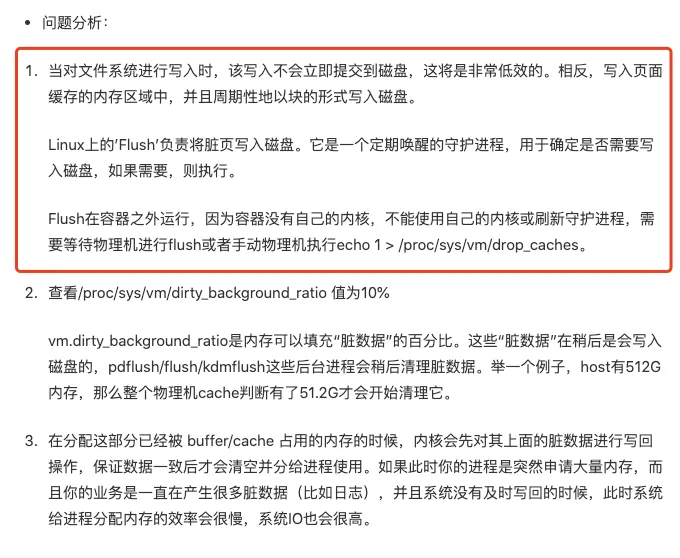 • 问题分析：
1. 当对文件系统进行写入时，该写入不会立即提交到磁盘，这将是非常低效的。相反，写入页面
缓存的内存区域中，并且周期性地以块的形式写入磁盘。
Linux上的'Flush'负责将脏页写入磁盘。它是一个定期唤醒的守护进程，用于确定是否需要写
入磁盘，如果需要，则执行。
Flush在容器之外运行，因为容器没有自己的内核，不能使用自己的内核或刷新守护进程，需
要等待物理机进行flush或者手动物理机执行echo 1 > /proc/sys/vm/drop_caches。
2. 查看/proc/sys/vm/dirty_background_ratio 值为10%
vm.dirty_background_ratio是内存可以填充“脏数据”的百分比。这些“脏数据”在稍后是会写入
磁盘的，pdflush/flush/kdmflush这些后台进程会稍后清理脏数据。举一个例子，host有512G
内存，那么整个物理机cache判断有了51.2G才会开始清理它。
3. 在分配这部分已经被 buffer/cache 占用的内存的时候，内核会先对其上面的脏数据进行写回
操作，保证数据一致后才会清空并分给进程使用。如果此时你的进程是突然申请大量内存，而
且你的业务是一直在产生很多脏数据（比如日志），并且系统没有及时写回的时候，此时系统
给进程分配内存的效率会很慢，系统IO也会很高。